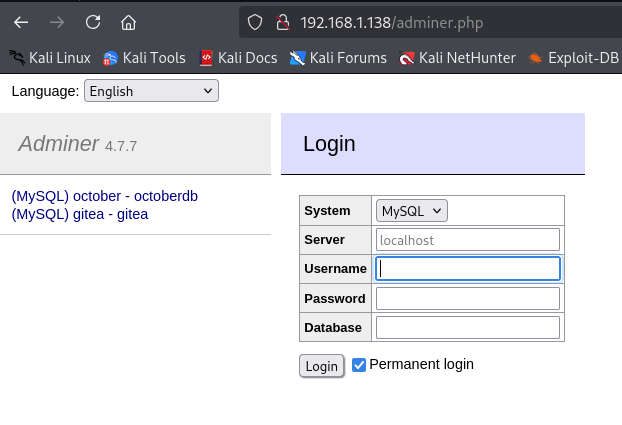 192.168.1.138/adminer.php
Kali Linux Kali Tools Kali Docs Kali Forums Kali NetHunter Exploit-DB
Language: English
Adminer 4.7.7
Login
(MySQL) october - octoberdb
(MySQL) gitea - gitea
System MySQL
Server localhost
Username
Password
Database
Login Permanent login